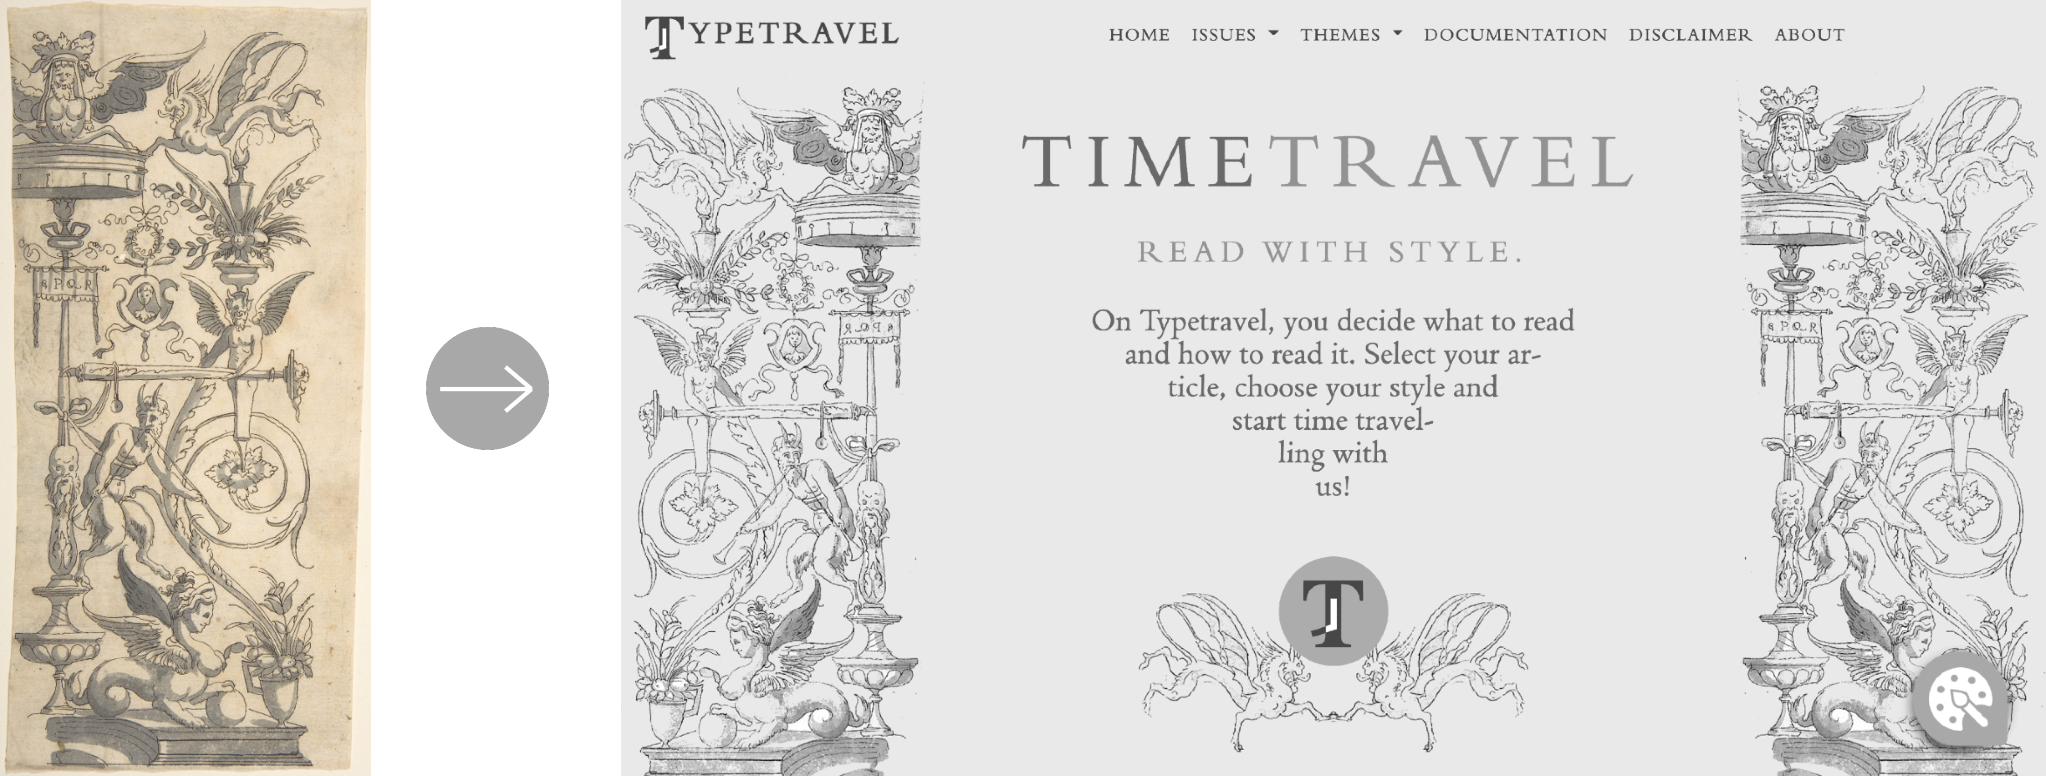 S P Q R
TYPETRAVEL
HOME ISSUES THEMES DOCUMENTATION DISCLAIMER ABOUT
TIMETRAVEL
READ WITH STYLE.
On Typetravel, you decide what to read
and how to read it. Select your ar-
ticle, choose your style and
start time travel-
ling with
us!
S P Q R
T
S P Q R